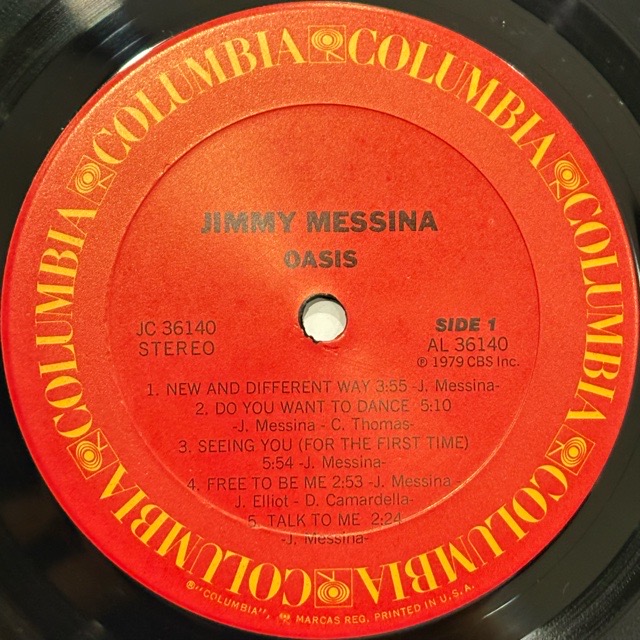 COLUMBIA COLUMBIA COLUMBIA COLUMBIA COLUMBIA COLUMBIA
JIMMY MESSINA
OASIS
JC 36140
STEREO
SIDE 1
AL 36140
℗ 1979 CBS Inc.
1. NEW AND DIFFERENT WAY 3:55 -J. Messina-
2. DO YOU WANT TO DANCE 5:10
-J. Messina - C. Thomas-
3. SEEING YOU (FOR THE FIRST TIME)
5:54 -J. Messina-
4. FREE TO BE ME 2:53 -J. Messina -
J. Elliot - D. Camardella-
5. TALK TO ME 2:24
-J. Messina-
®"COLUMBIA", MARCAS REG. PRINTED IN U.S.A.